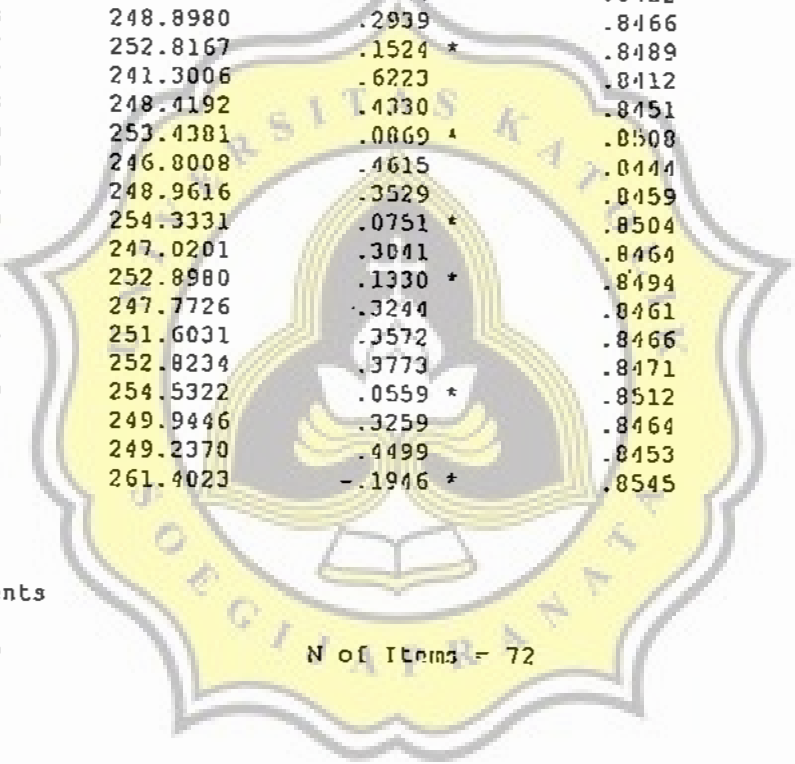 248.8980 .2939 .8466
252.8167 .1524 * .8489
241.3006 .6223 .8412
248.4192 .4330 .8451
253.4381 .0869 * .8508
246.8008 .4615 .8444
248.9616 .3529 .8459
254.3331 .0751 * .8504
247.0201 .3041 .8464
252.8980 .1330 * .8494
247.7726 .3244 .8461
251.6031 .3572 .8466
252.8234 .3773 .8471
254.5322 .0559 * .8512
249.9446 .3259 .8464
249.2370 .4499 .8453
261.4023 -.1946 * .8545
nts
N of Items = 72
SOEGIJAPRANATA